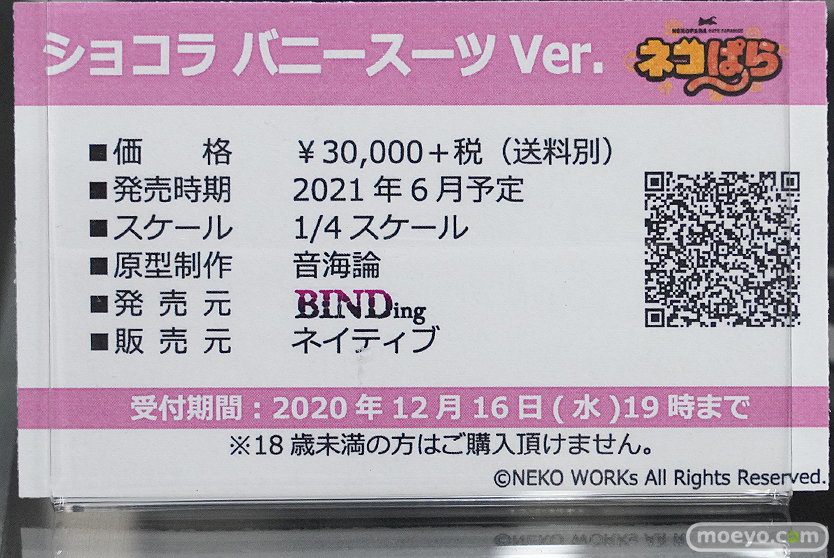 ショコラ バニースーツ Ver.
NEKOPARA CATS PARADISE
ネコぱら
■価　格　￥30,000＋税（送料別）
■発売時期　2021年6月予定
■スケール　1/4スケール
■原型制作　音海論
■発 売 元　BINDing
■販 売 元　ネイティブ
受付期間：2020年12月16日(水)19時まで
※18歳未満の方はご購入頂けません。
©NEKO WORKs All Rights Reserved.
©NEKO WORKs All
moeyo.com